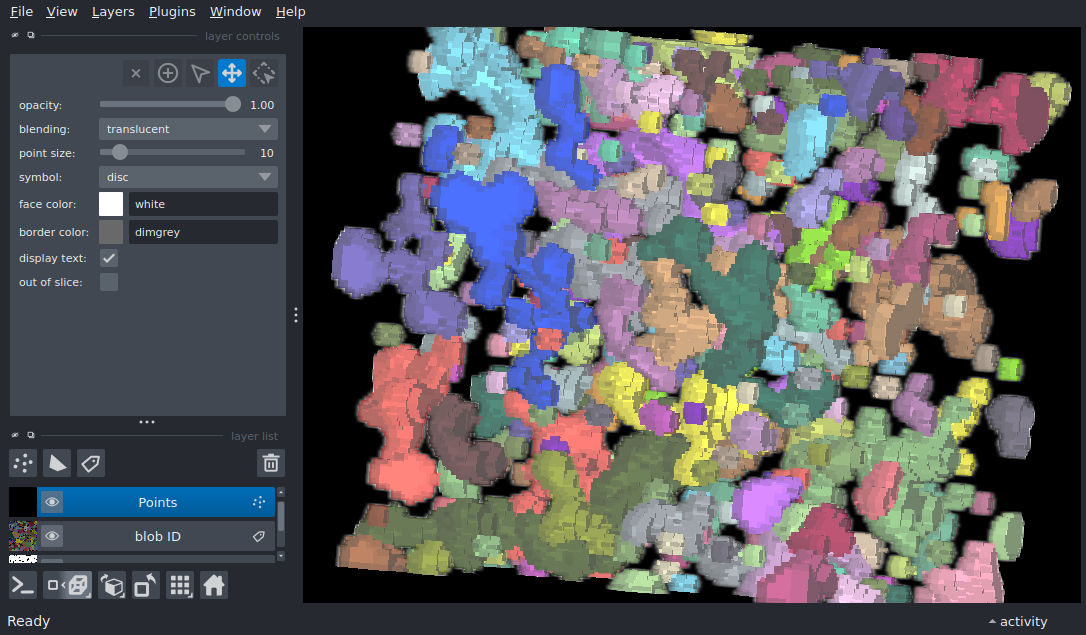 File View Layers Plugins Window Help
layer controls
opacity: 1.00
blending: translucent
point size: 10
symbol: disc
face color: white
border color: dimgrey
display text:
out of slice:
layer list
Points
blob ID
Ready activity